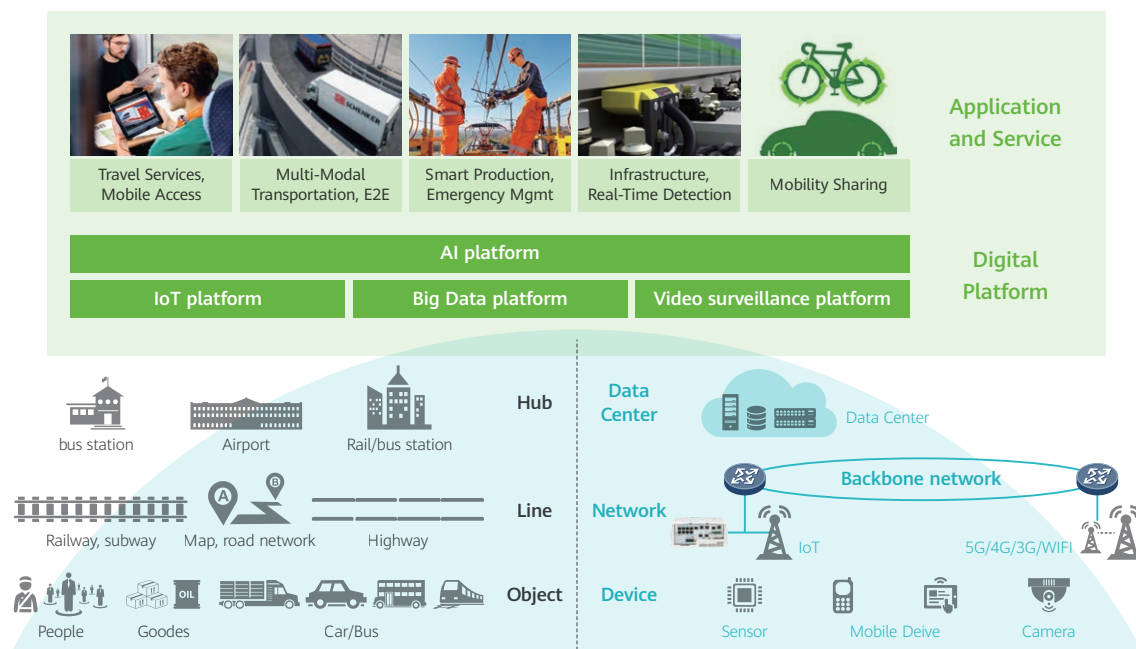 SCHENKER
Application
and Service
Travel Services,
Mobile Access
Multi-Modal
Transportation, E2E
Smart Production,
Emergency Mgmt
Infrastructure,
Real-Time Detection
Mobility Sharing
AI platform
Digital
Platform
IoT platform
Big Data platform
Video surveillance platform
bus station
Airport
Rail/bus station
Hub
Data
Center
Data Center
A
B
Railway, subway
Map, road network
Highway
Line
Network
Backbone network
IoT
5G/4G/3G/WIFI
OIL
People
Goodes
Car/Bus
Object
Device
Sensor
Mobile Deive
Camera